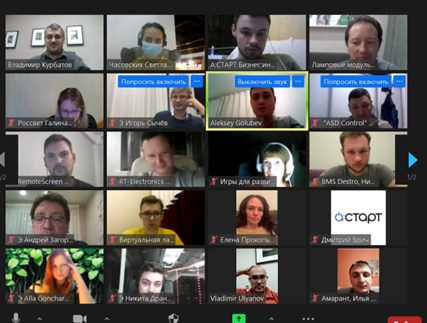 Владимир Курбатов
Часовских Светла...
А:СТАРТ Бизнесин...
Ламповые модуль...
Попросить включить ...
Выключить звук ...
Попросить включить ...
Россвет Галина...
Э Игорь Сычёв
Aleksey Golubev
"ASD Control" ...
RemoteScreen ...
RT-Electronics ...
Игры для разви...
BMS Destro, Ни...
1/2
1/2
Э Андрей Загор...
Виртуальная ла...
Елена Прокопь...
СТАРТ
Дмитрий Брич
Э Alla Gonchar...
Э Никита Дран...
Vladimir Ulyanov
Амарант, Илья ...